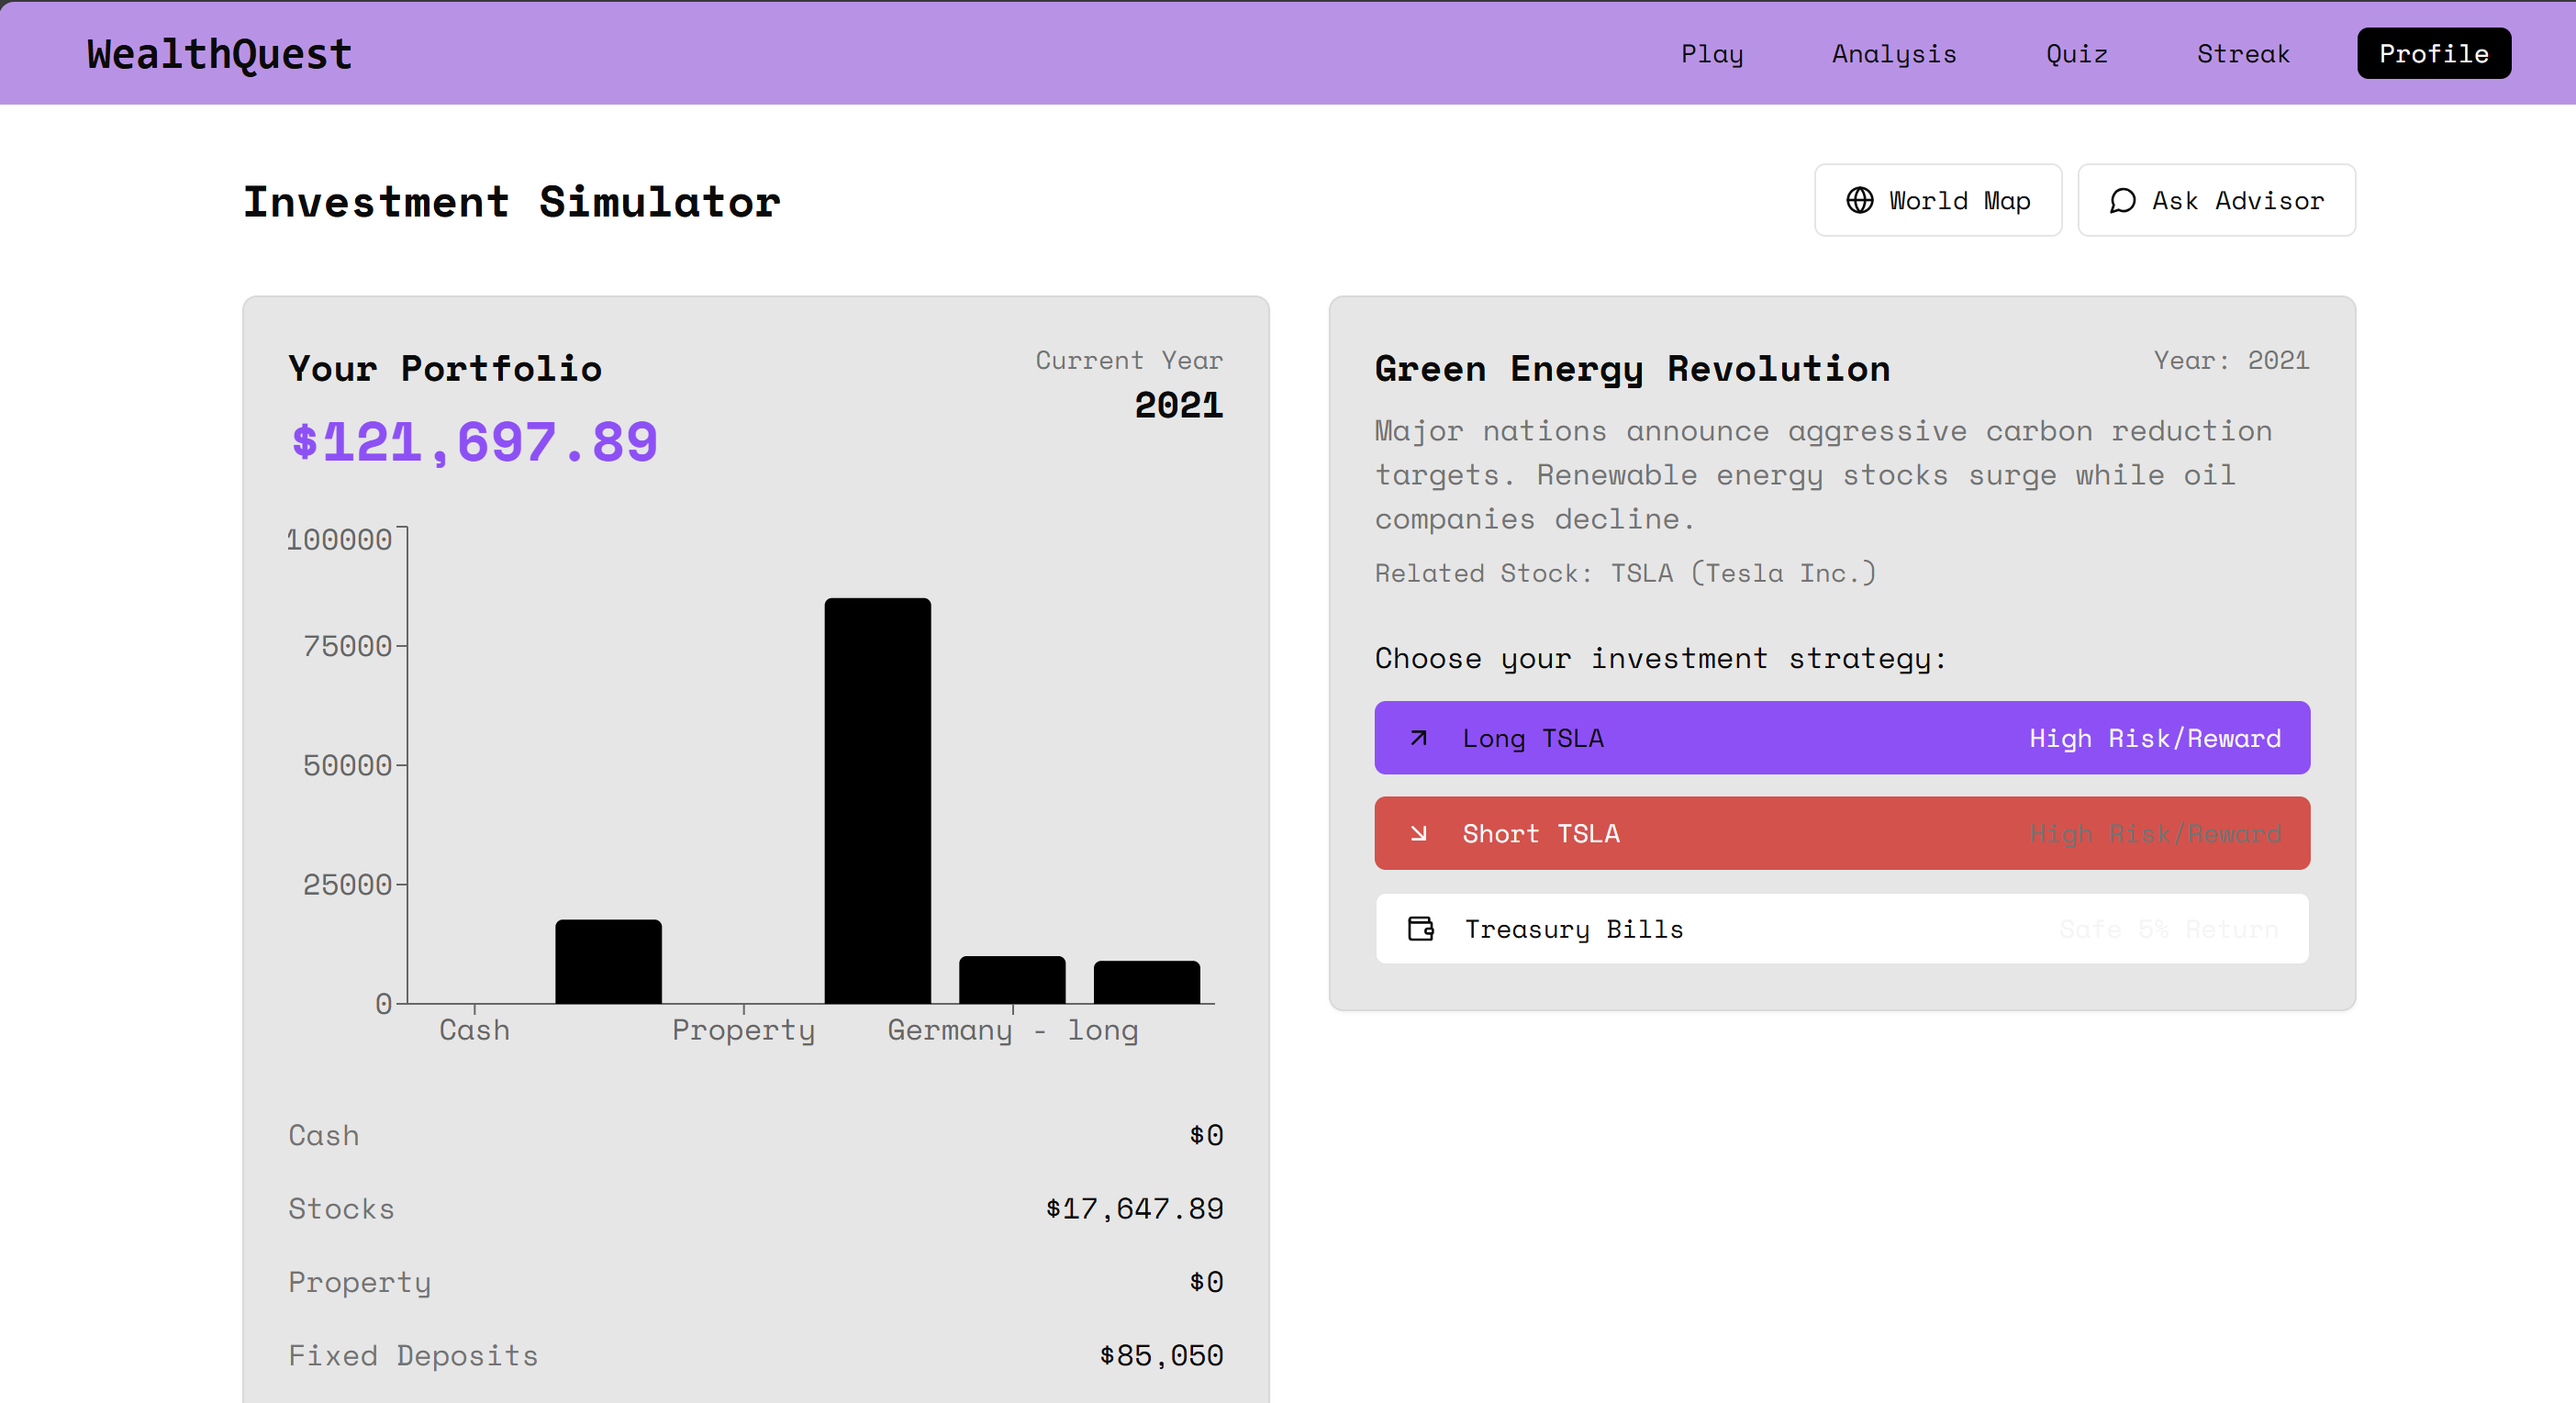 WealthQuest
Play Analysis Quiz Streak Profile
Investment Simulator
World Map Ask Advisor
Your Portfolio
Current Year
2021
$121,697.89
100000
75000
50000
25000
0
Cash Property Germany - long
Cash $0
Stocks $17,647.89
Property $0
Fixed Deposits $85,050
Green Energy Revolution
Year: 2021
Major nations announce aggressive carbon reduction
targets. Renewable energy stocks surge while oil
companies decline.
Related Stock: TSLA (Tesla Inc.)
Choose your investment strategy:
Long TSLA High Risk/Reward
Short TSLA High Risk/Reward
Treasury Bills Safe 5% Return